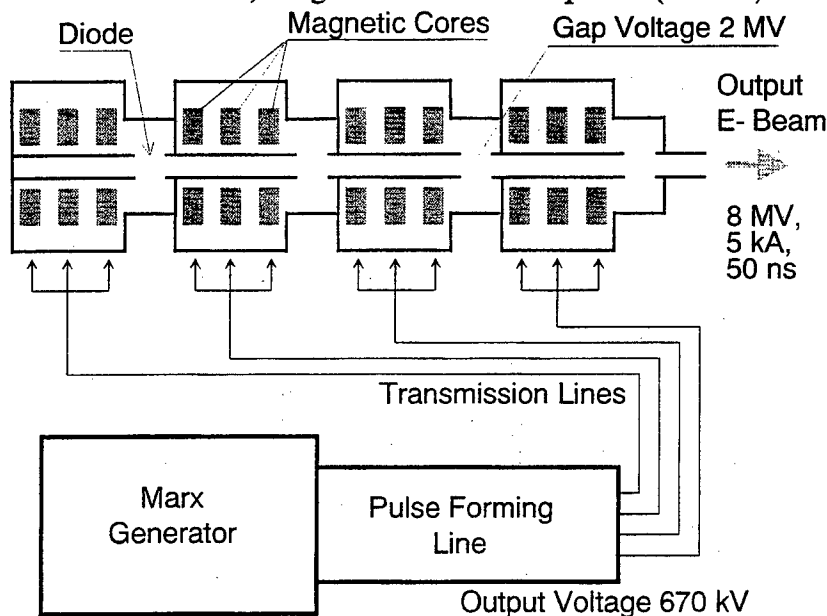 Diode
Magnetic Cores
Gap Voltage 2 MV
Output
E- Beam
8 MV,
5 kA,
50 ns
Transmission Lines
Marx
Generator
Pulse Forming
Line
Output Voltage 670 kV